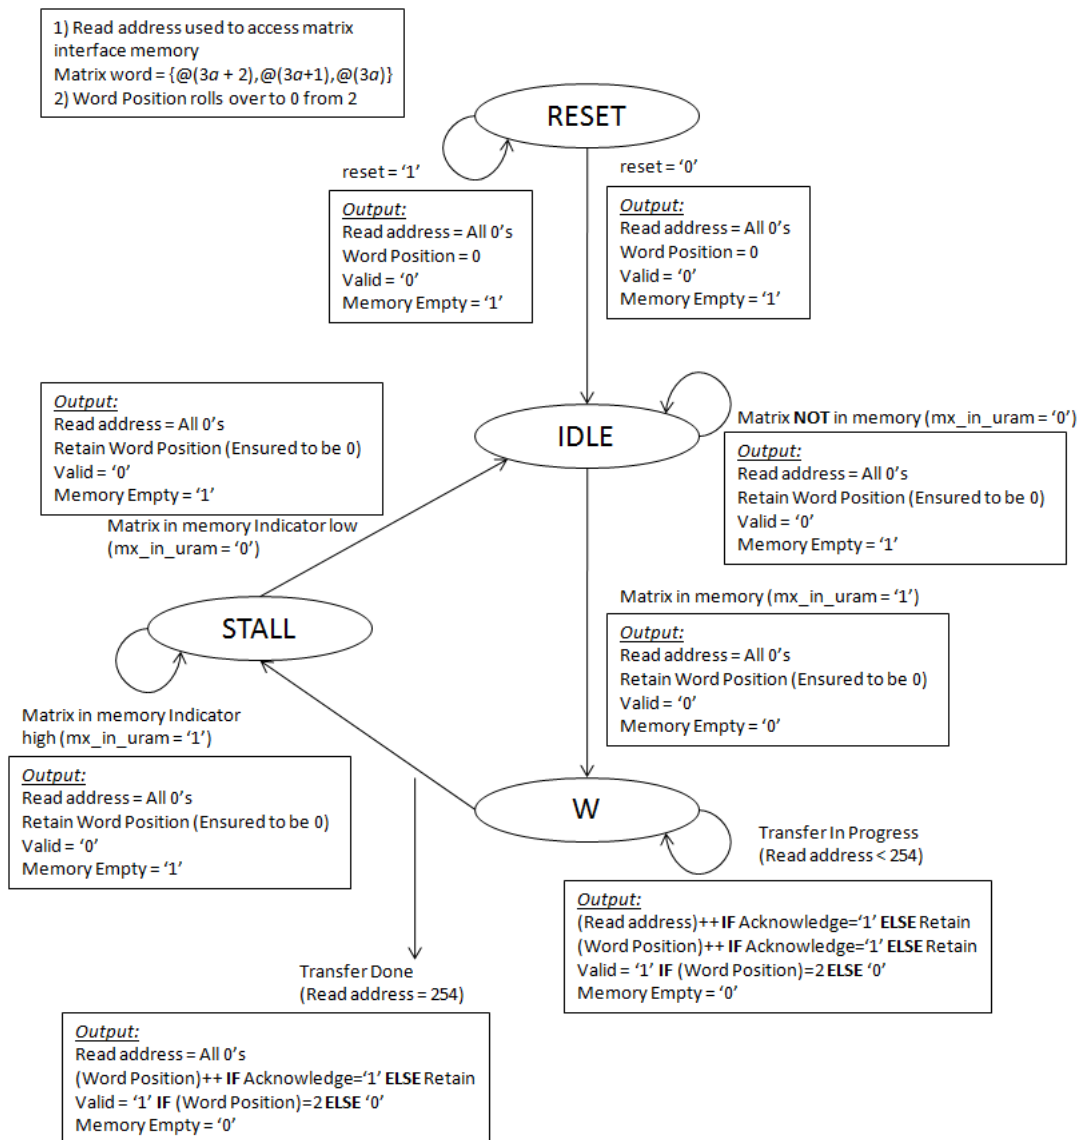 1) Read address used to access matrix
interface memory
Matrix word = {@(3a + 2),@(3a+1),@(3a)}
2) Word Position rolls over to 0 from 2
RESET
reset = ‘1’
Output:
Read address = All 0’s
Word Position = 0
Valid = ‘0’
Memory Empty = ‘1’
reset = ‘0’
Output:
Read address = All 0’s
Word Position = 0
Valid = ‘0’
Memory Empty = ‘1’
Output:
Read address = All 0’s
Retain Word Position (Ensured to be 0)
Valid = ‘0’
Memory Empty = ‘1’
Matrix in memory Indicator low
(mx_in_uram = ‘0’)
IDLE
Matrix NOT in memory (mx_in_uram = ‘0’)
Output:
Read address = All 0’s
Retain Word Position (Ensured to be 0)
Valid = ‘0’
Memory Empty = ‘1’
Matrix in memory (mx_in_uram = ‘1’)
Output:
Read address = All 0’s
Retain Word Position (Ensured to be 0)
Valid = ‘0’
Memory Empty = ‘0’
STALL
Matrix in memory Indicator
high (mx_in_uram = ‘1’)
Output:
Read address = All 0’s
Retain Word Position (Ensured to be 0)
Valid = ‘0’
Memory Empty = ‘1’
W
Transfer In Progress
(Read address < 254)
Output:
(Read address)++ IF Acknowledge=‘1’ ELSE Retain
(Word Position)++ IF Acknowledge=‘1’ ELSE Retain
Valid = ‘1’ IF (Word Position)=2 ELSE ‘0’
Memory Empty = ‘0’
Transfer Done
(Read address = 254)
Output:
Read address = All 0’s
(Word Position)++ IF Acknowledge=‘1’ ELSE Retain
Valid = ‘1’ IF (Word Position)=2 ELSE ‘0’
Memory Empty = ‘0’